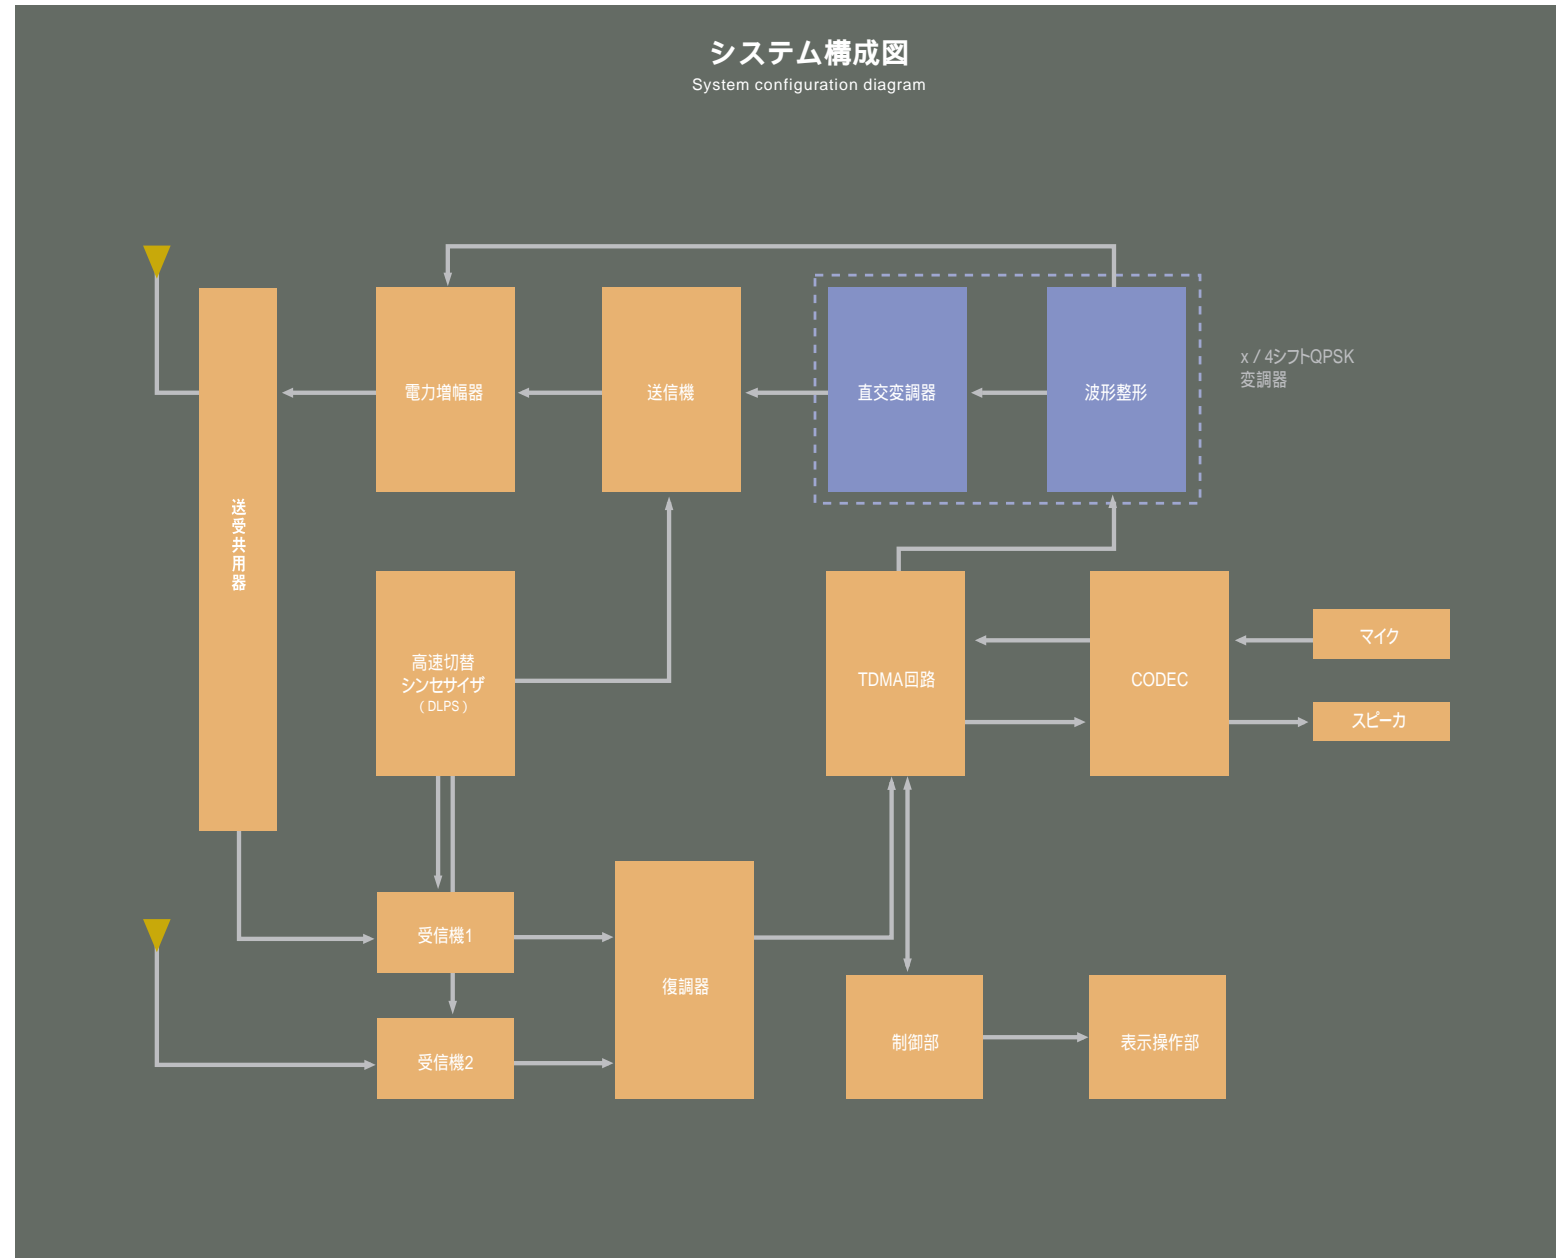 システム構成図
System configuration diagram
電力増幅器
送信機
直交変調器
波形整形
x / 4シフトQPSK
変調器
送受共用器
高速切替
シンセサイザ
( DLPS )
TDMA回路
CODEC
マイク
スピーカ
受信機1
受信機2
復調器
制御部
表示操作部